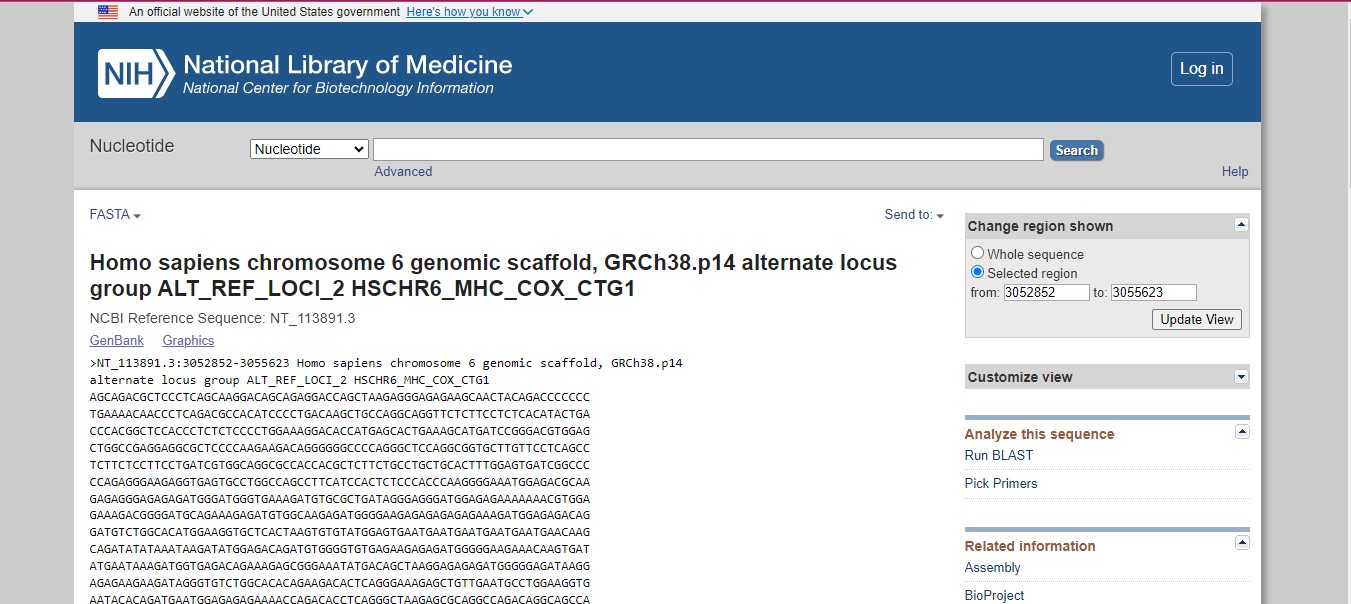 An official website of the United States government Here's how you know
NIH National Library of Medicine
National Center for Biotechnology Information
Log in
Nucleotide Nucleotide Search
Advanced
Help
FASTA Send to:
Homo sapiens chromosome 6 genomic scaffold, GRCh38.p14 alternate locus
group ALT_REF_LOCI_2 HSCHR6_MHC_COX_CTG1
NCBI Reference Sequence: NT_113891.3
GenBank Graphics
>NT_113891.3:3052852-3055623 Homo sapiens chromosome 6 genomic scaffold, GRCh38.p14
alternate locus group ALT_REF_LOCI_2 HSCHR6_MHC_COX_CTG1
AGCAGACGCTCCCTCAGCAAGGACAGCAGAGGACCAGCTAAGAGGGAGAGAAGCAACTACAGACCCCCCC
TGAAAACAACCCTCAGACGCCACATCCCCTGACAAGCTGCCAGGCAGGTTCTCTTCCTCTCACATACTGA
CCCACGGCTCCACCCTCTCTCCCCTGGAAAGGACACCATGAGCACTGAAAGCATGATCCGGGACGTGGAG
CTGGCCGAGGAGGCGCTCCCCAAGAAGACAGGGGGGCCCCAGGGCTCCAGGCGGTGCTTGTTCCTCAGCC
TCTTCTCCTTCCTGATCGTGGCAGGCGCCACCACGCTCTTCTGCCTGCTGCACTTTGGAGTGATCGGCCC
CCAGAGGGAAGAGGTGAGTGCCTGGCCAGCCTTCATCCACTCTCCCACCCAAGGGGAAATGGAGACGCAA
GAGAGGGAGAGAGATGGGATGGGTGAAAGATGTGCGCTGATAGGGAGGGATGGAGAGAAAAAAACGTGGA
GAAAGACGGGGATGCAGAAAGAGATGTGGCAAGAGATGGGGAAGAGAGAGAGAGAAAGATGGAGAGACAG
GATGTCTGGCACATGGAAGGTGCTCACTAAGTGTGTATGGAGTGAATGAATGAATGAATGAATGAACAAG
CAGATATATAAATAAGATATGGAGACAGATGTGGGGTGTGAGAAGAGAGATGGGGGAAGAAACAAGTGAT
ATGAATAAAGATGGTGAGACAGAAAGAGCGGGAAATATGACAGCTAAGGAGAGAGATGGGGGAGATAAGG
AGAGAAGAAGATAGGGTGTCTGGCACACAGAAGACACTCAGGGAAAGAGCTGTTGAATGCCTGGAAGGTG
AATACACAGATGAATGGAGAGAGAAAACCAGACACCTCAGGGCTAAGAGCGCAGGCCAGACAGGCAGCCA
Change region shown
Whole sequence
Selected region
from: 3052852 to: 3055623
Update View
Customize view
Analyze this sequence
Run BLAST
Pick Primers
Related information
Assembly
BioProject